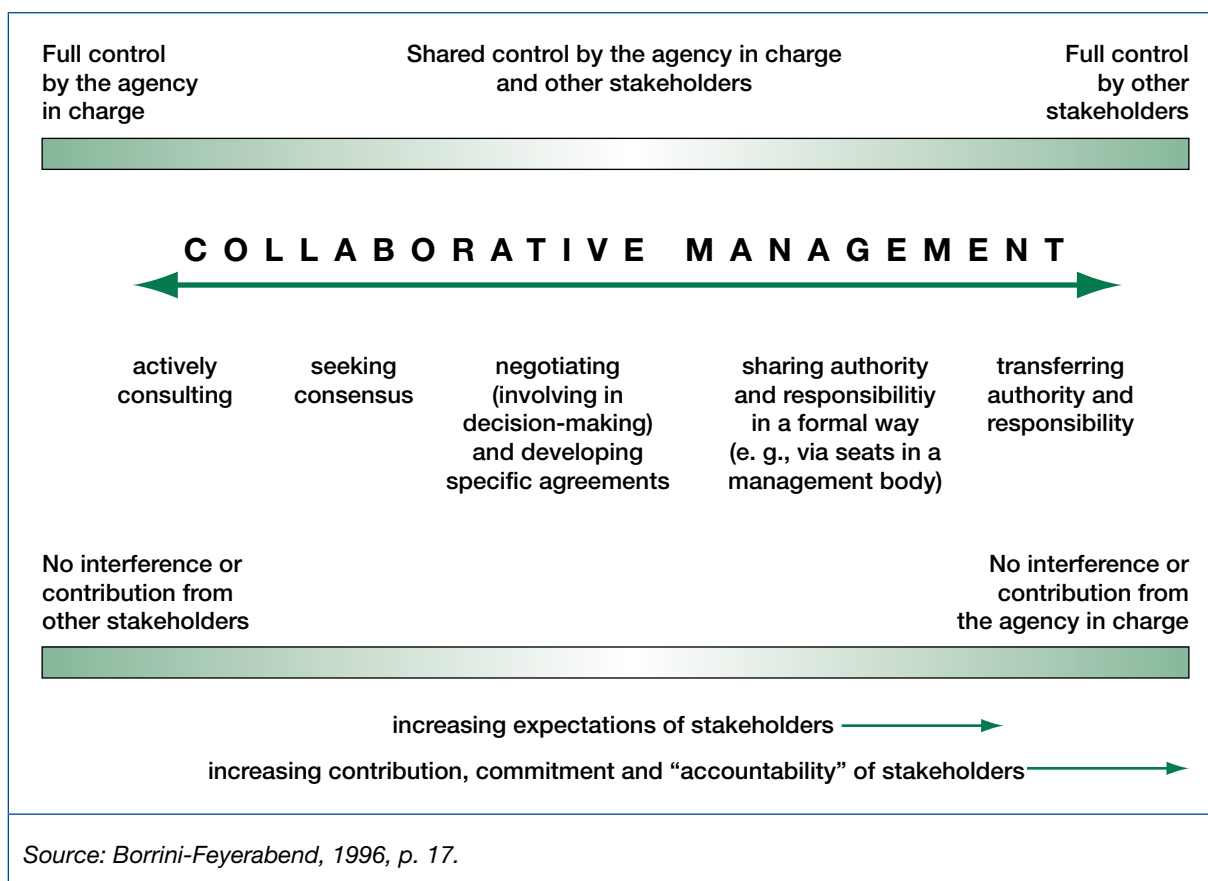 Full control
by the agency
in charge
Shared control by the agency in charge
and other stakeholders
Full control
by other
stakeholders
COLLABORATIVE MANAGEMENT
actively
consulting
seeking
consensus
negotiating
(involving in
decision-making)
and developing
specific agreements
sharing authority
and responsibilitiy
in a formal way
(e. g., via seats in a
management body)
transferring
authority and
responsibility
No interference or
contribution from
other stakeholders
No interference or
contribution from
the agency in charge
increasing expectations of stakeholders
increasing contribution, commitment and “accountability” of stakeholders
Source: Borrini-Feyerabend, 1996, p. 17.